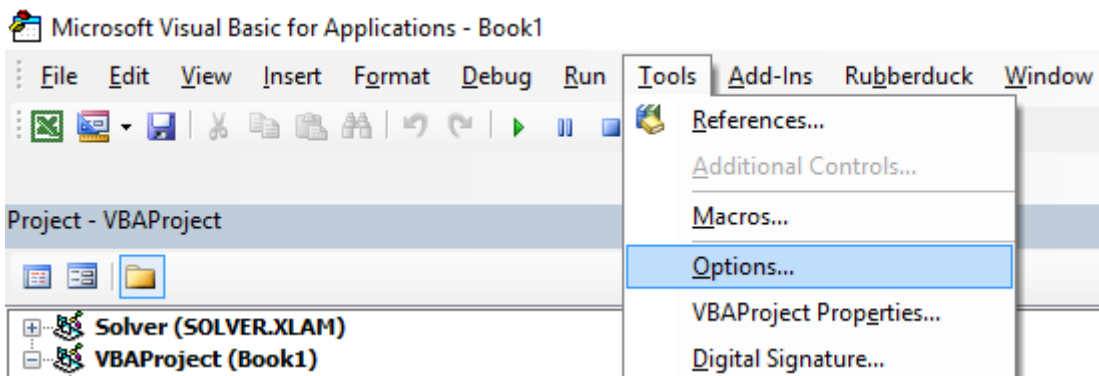 Microsoft Visual Basic for Applications - Book1
File Edit View Insert Format Debug Run Tools Add-Ins Rubberduck Window
References...
Additional Controls...
Project - VBAProject
Macros...
Options...
VBAProject Properties...
Solver (SOLVER.XLAM)
VBAProject (Book1)
Digital Signature...